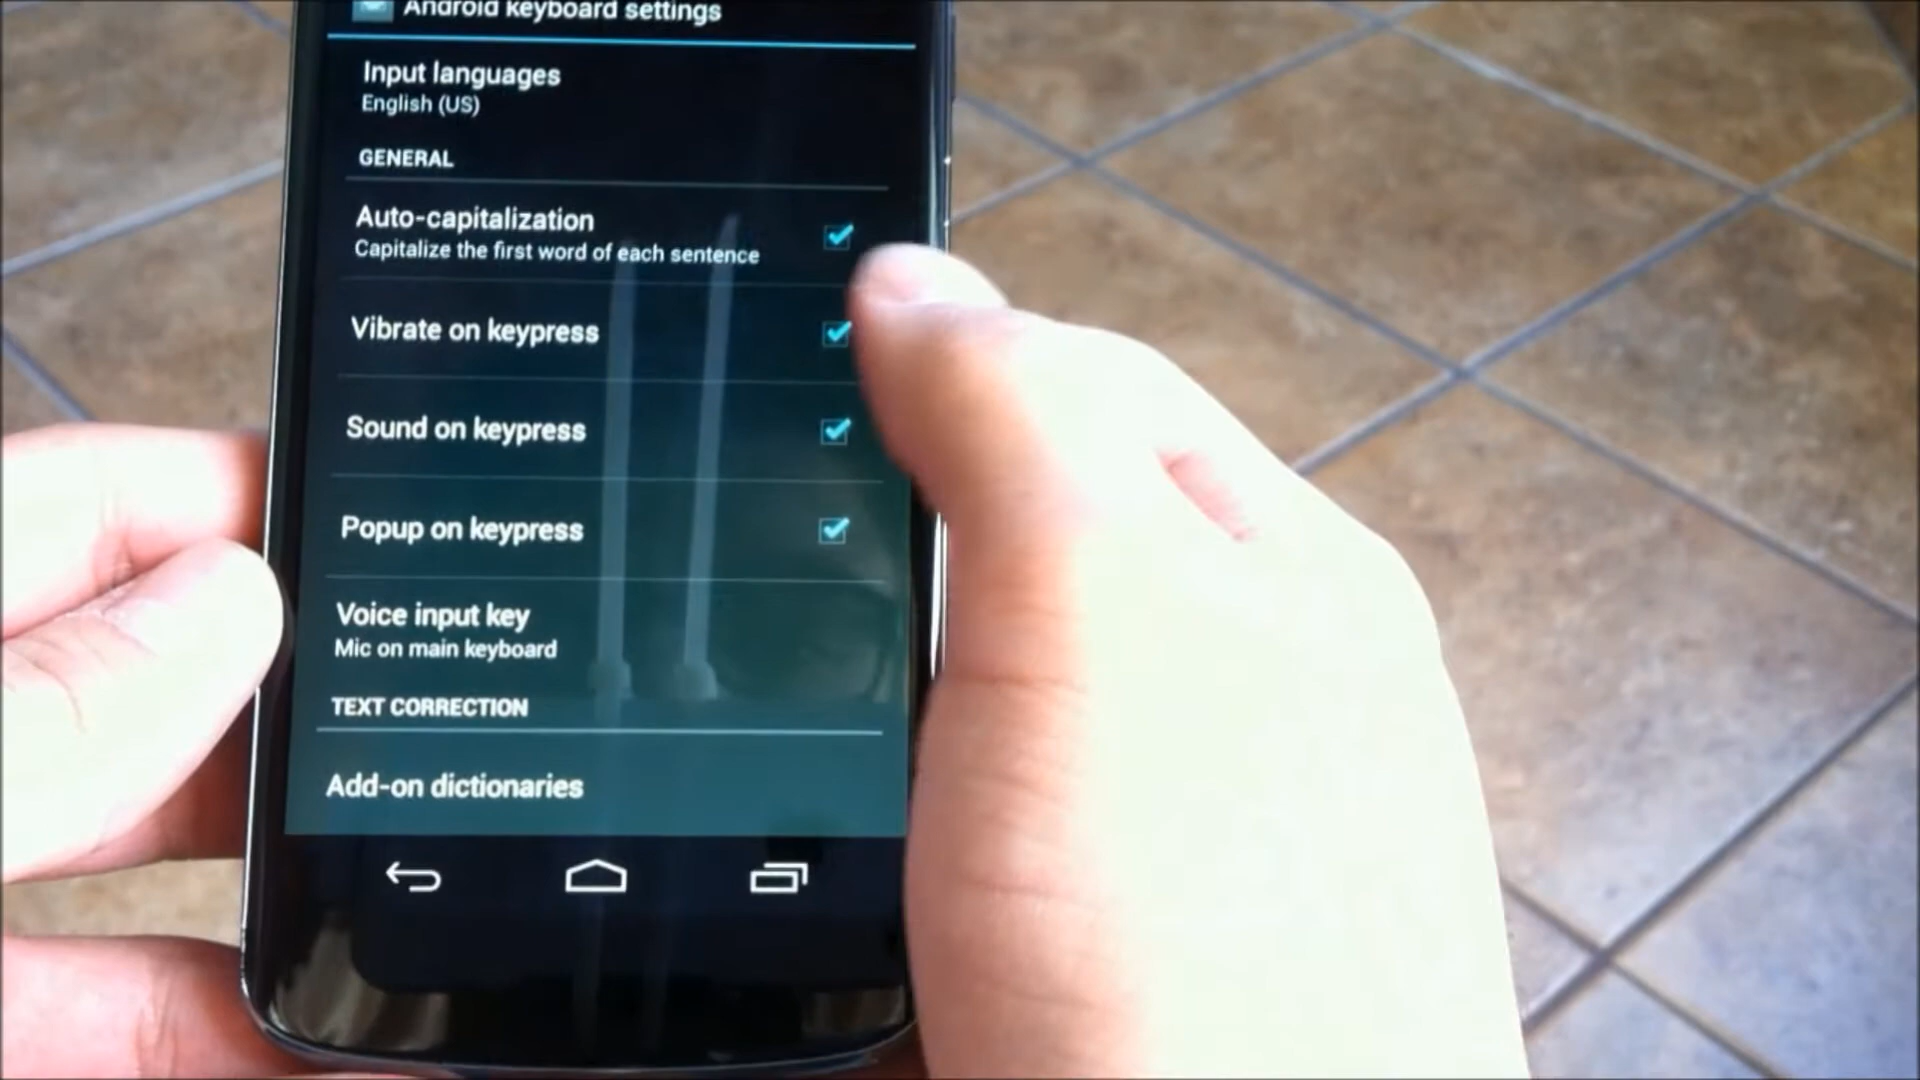 Android keyboard settings
Input languages
English (US)
GENERAL
Auto-capitalization
Capitalize the first word of each sentence
Vibrate on keypress
Sound on keypress
Popup on keypress
Voice input key
Mic on main keyboard
TEXT CORRECTION
Add-on dictionaries